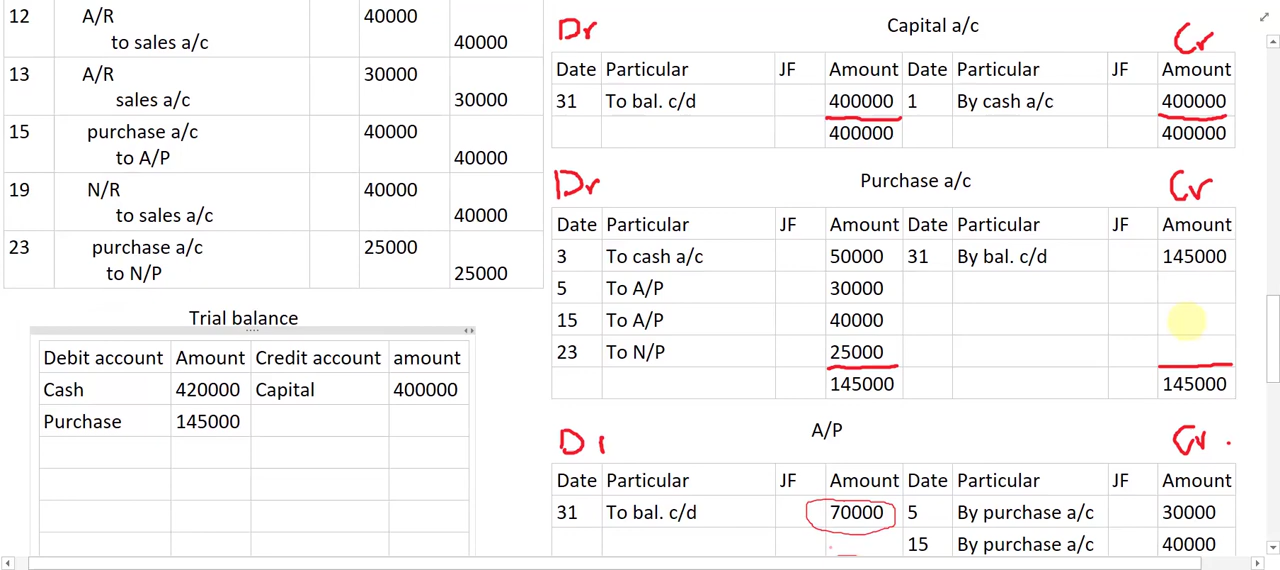 12 A/R 40000
to sales a/c 40000
13 A/R 30000
sales a/c 30000
15 purchase a/c 40000
to A/P 40000
19 N/R 40000
to sales a/c 40000
23 purchase a/c 25000
to N/P 25000
Trial balance
Debit account Amount Credit account amount
Cash 420000 Capital 400000
Purchase 145000
Dr Capital a/c Cr
Date Particular JF Amount Date Particular JF Amount
31 To bal. c/d 400000 1 By cash a/c 400000
400000 400000
Dr Purchase a/c Cr
Date Particular JF Amount Date Particular JF Amount
3 To cash a/c 50000 31 By bal. c/d 145000
5 To A/P 30000
15 To A/P 40000
23 To N/P 25000
145000 145000
Dr A/P Cr
Date Particular JF Amount Date Particular JF Amount
31 To bal. c/d 70000 5 By purchase a/c 30000
15 By purchase a/c 40000